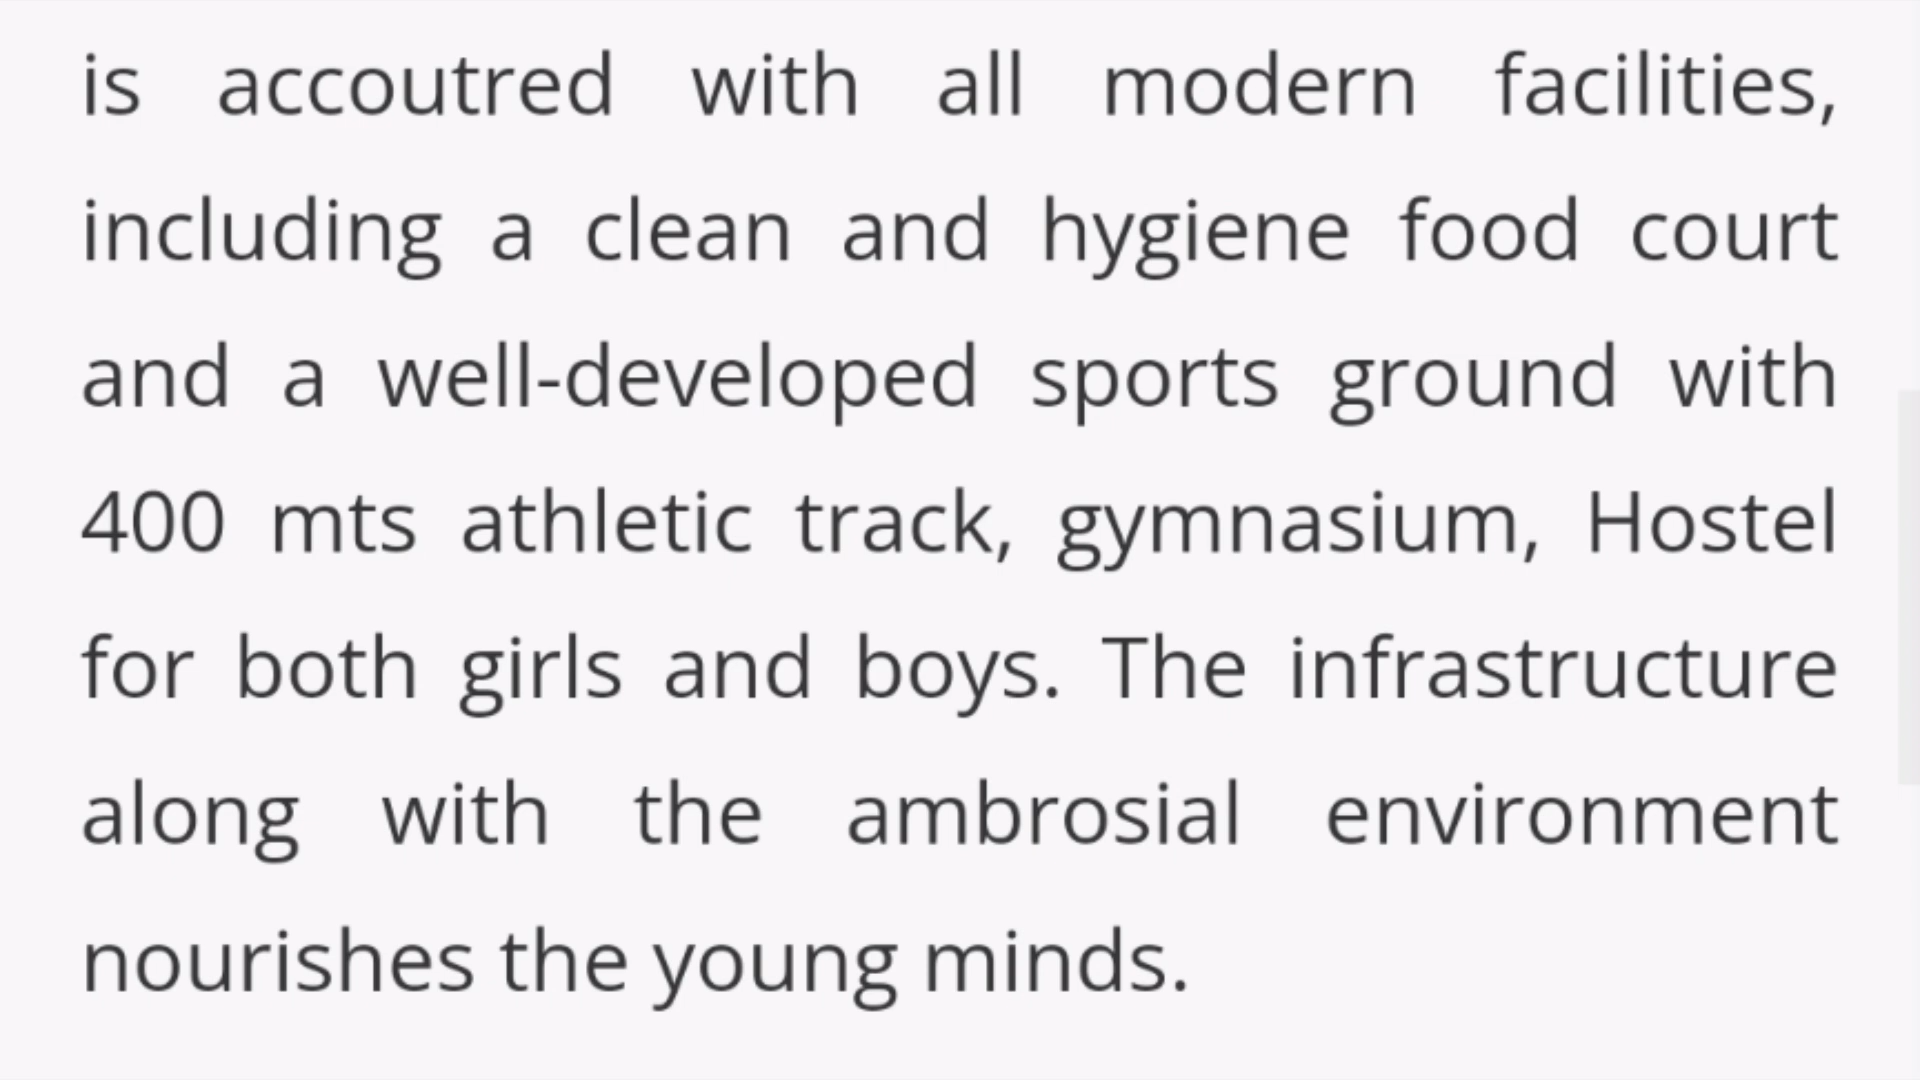 is accoutred with all modern facilities,
including a clean and hygiene food court
and a well-developed sports ground with
400 mts athletic track, gymnasium, Hostel
for both girls and boys. The infrastructure
along with the ambrosial environment
nourishes the young minds.